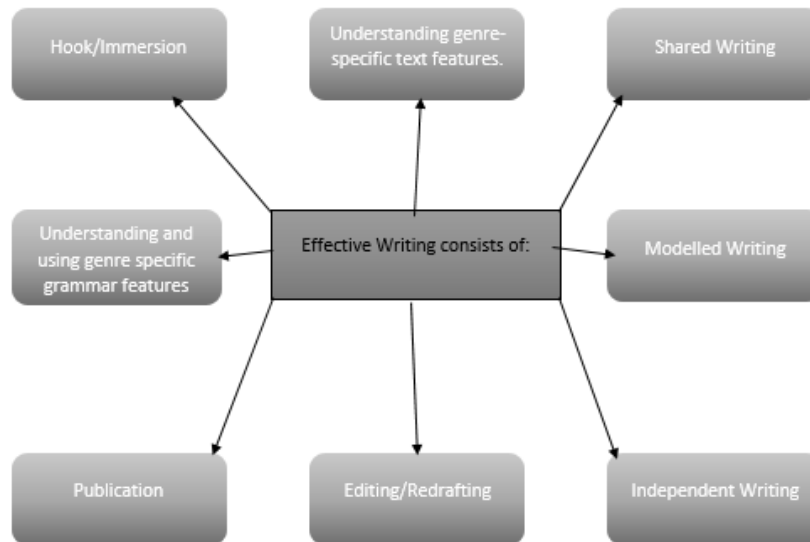 Hook/Immersion
Understanding genre-
specific text features.
Shared Writing
Understanding and
using genre specific
grammar features
Effective Writing consists of:
Modelled Writing
Publication
Editing/Redrafting
Independent Writing